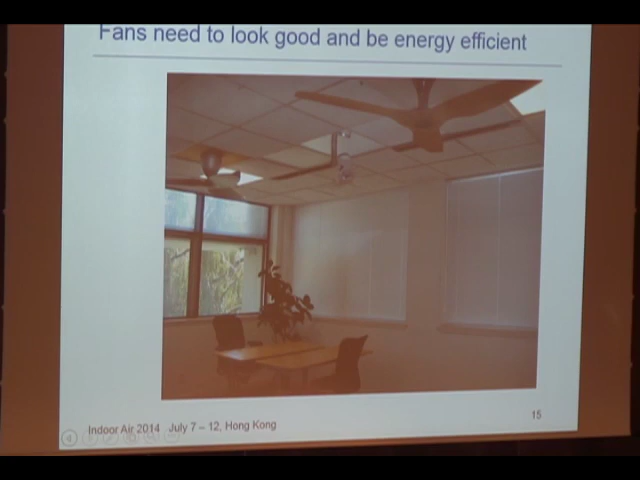 Fans need to look good and be energy efficient
15
Indoor Air 2014 July 7 – 12, Hong Kong